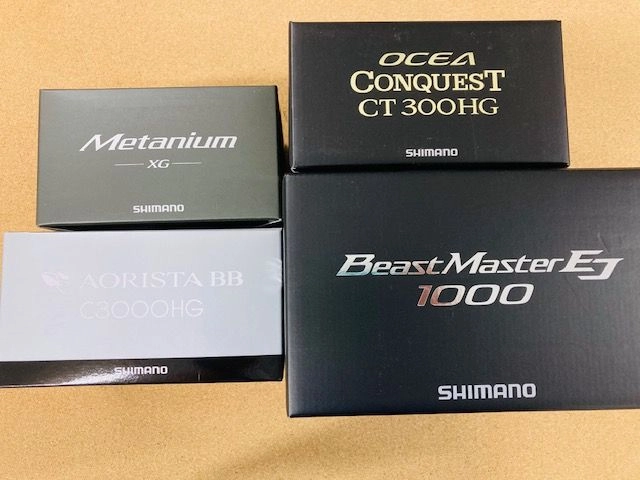 Metanium
XG
SHIMANO
OCEA
CONQUEST
CT 300HG
SHIMANO
AORISTA BB
C3000HG
SHIMANO
BeastMaster EJ
1000
SHIMANO